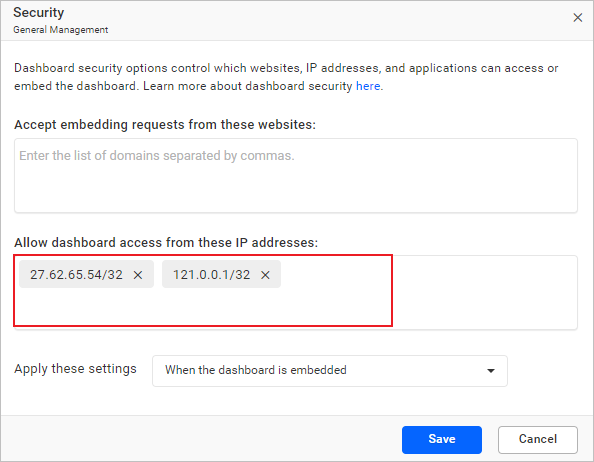 Security
General Management
Dashboard security options control which websites, IP addresses, and applications can access or
embed the dashboard. Learn more about dashboard security here.
Accept embedding requests from these websites:
Enter the list of domains separated by commas.
Allow dashboard access from these IP addresses:
27.62.65.54/32 121.0.0.1/32
Apply these settings When the dashboard is embedded
Save Cancel